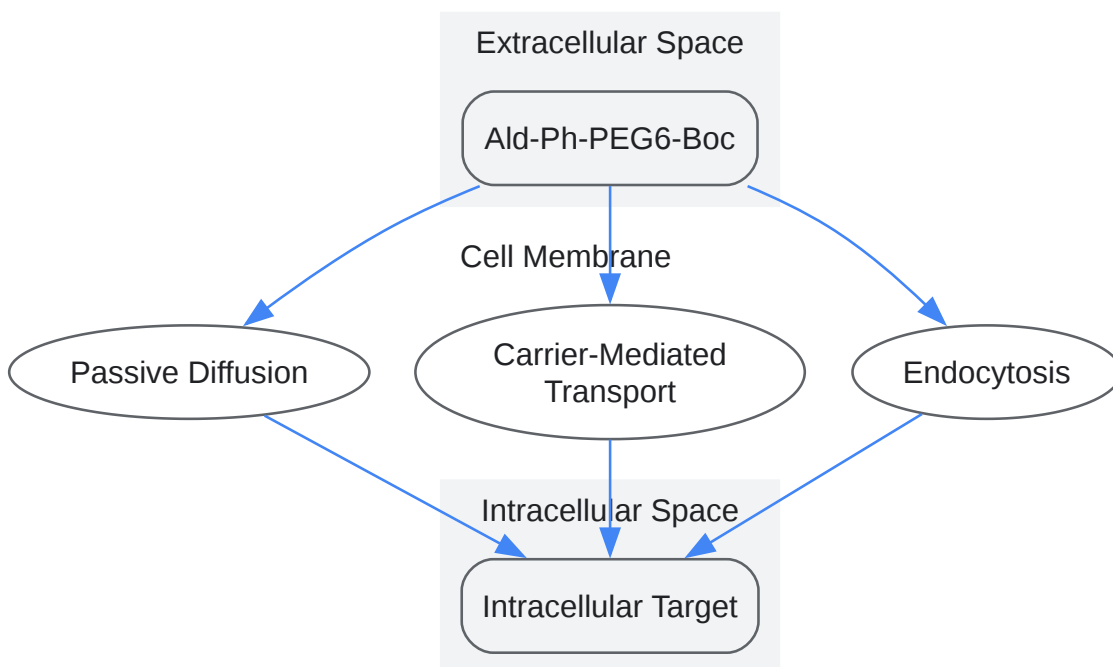 Extracellular Space
Ald-Ph-PEG6-Boc
Cell Membrane
Passive Diffusion
Carrier-Mediated
Transport
Endocytosis
Intracellular Space
Intracellular Target